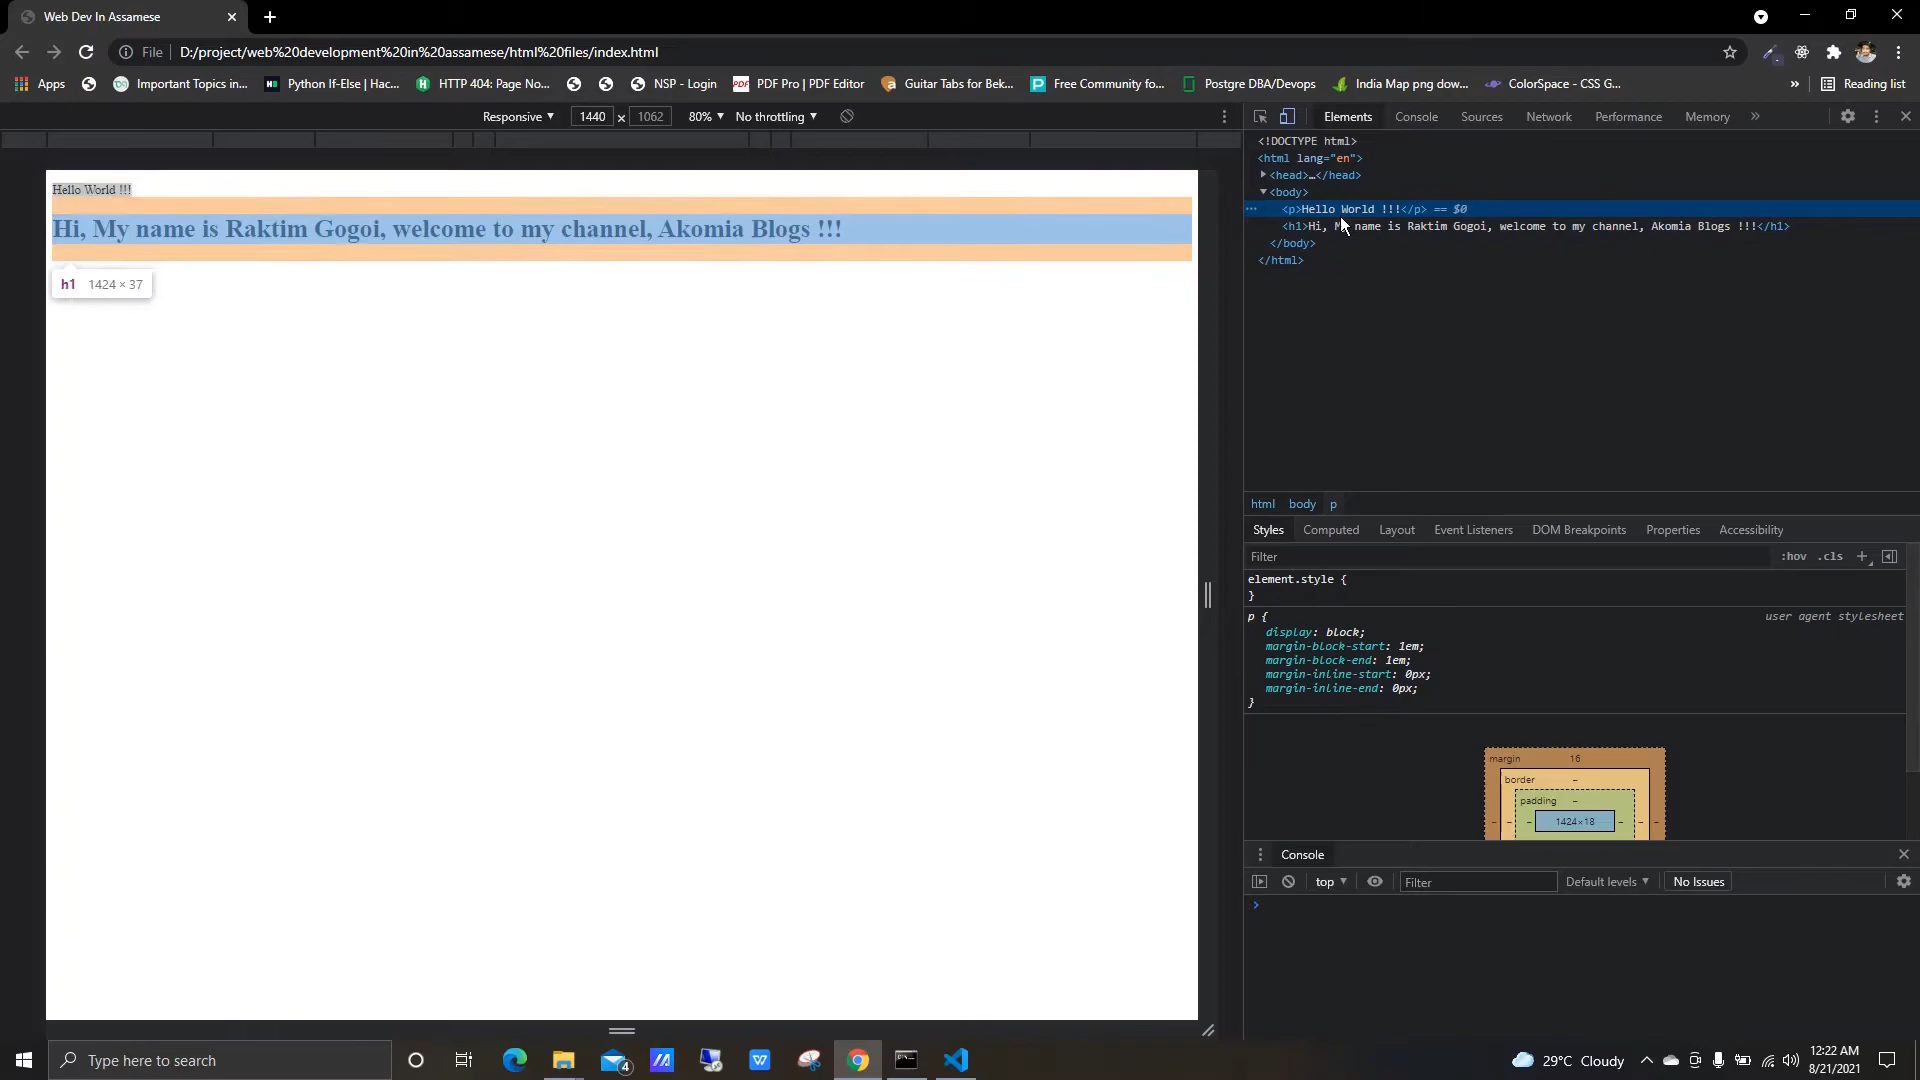 Web Dev In Assamese
File D:/project/web%20development%20in%20assamese/html%20files/index.html
Apps Important Topics in... Python If-Else | Hac... HTTP 404: Page No... NSP - Login PDF Pro | PDF Editor Guitar Tabs for Bek... Free Community fo... Postgre DBA/Devops India Map png dow... ColorSpace - CSS G... » Reading list
Responsive 1440 × 1062 80% No throttling
Elements Console Sources Network Performance Memory »
<!DOCTYPE html>
<html lang="en">
<head>…</head>
<body>
<p>Hello World !!!</p> == $0
<h1>Hi, My name is Raktim Gogoi, welcome to my channel, Akomia Blogs !!!</h1>
</body>
</html>
Hello World !!!
Hi, My name is Raktim Gogoi, welcome to my channel, Akomia Blogs !!!
h1 1424 × 37
html body p
Styles Computed Layout Event Listeners DOM Breakpoints Properties Accessibility
Filter :hov .cls +
element.style {
}
p { user agent stylesheet
display: block;
margin-block-start: 1em;
margin-block-end: 1em;
margin-inline-start: 0px;
margin-inline-end: 0px;
}
margin 16
border -
padding -
- - - 1424×18 - - -
Console
top Filter Default levels No Issues
Type here to search
4
29°C Cloudy
12:22 AM
8/21/2021